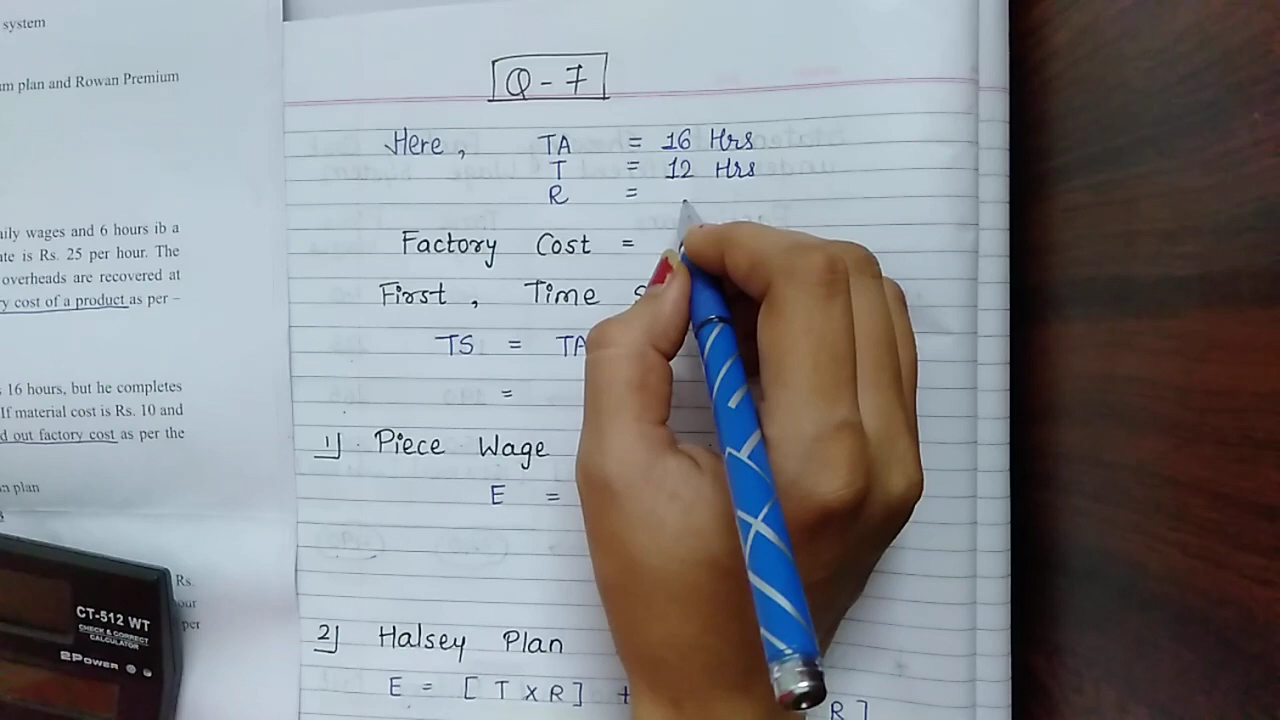 system
plan and Rowan Premium
wages and 6 hours ib a
is Rs. 25 per hour. The
overheads are recovered at
cost of a product as per –
16 hours, but he completes
If material cost is Rs. 10 and
out factory cost as per the
plan
Rs.
per
CT-512 WT
CHECK & CORRECT
CALCULATOR
2POWER
Q - 7
Here, TA = 16 Hrs
T = 12 Hrs
R =
Factory Cost =
First, Time
TS = TA
=
1] Piece Wage
E =
2] Halsey Plan
E = [ T X R ] +
R ]